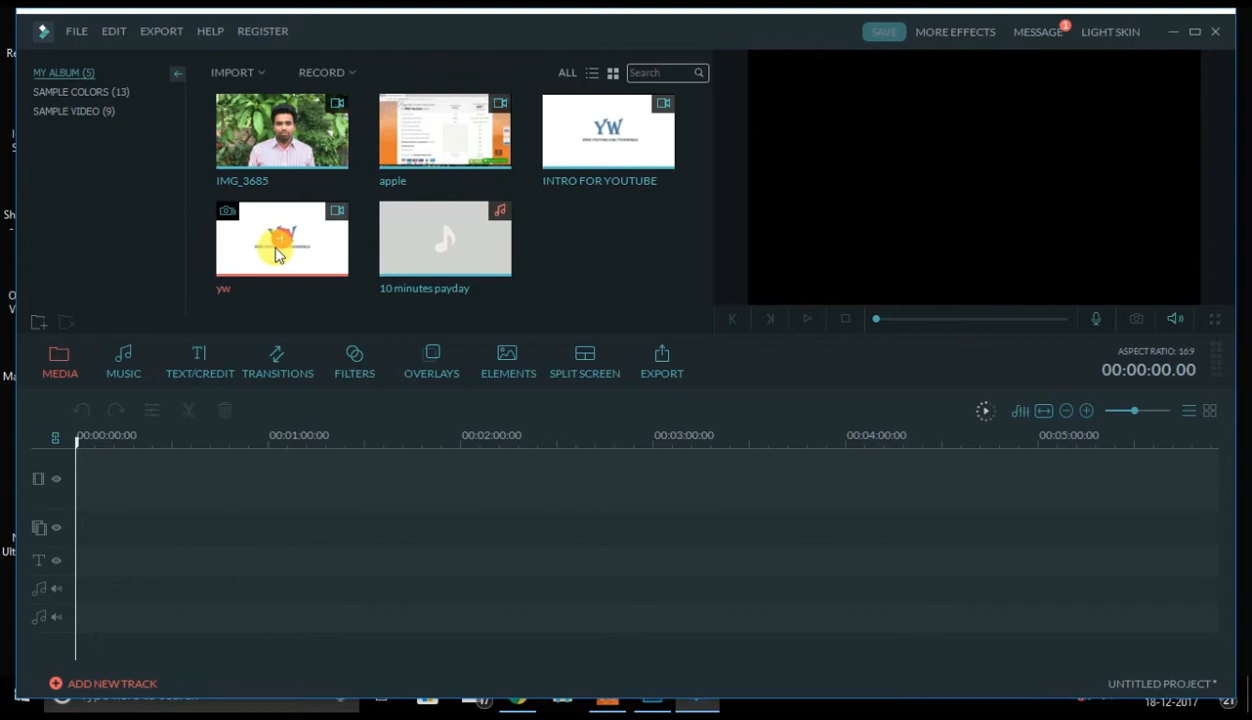 FILE EDIT EXPORT HELP REGISTER SAVE MORE EFFECTS MESSAGE 1 LIGHT SKIN
MY ALBUM (5) IMPORT RECORD ALL Search
SAMPLE COLORS (13)
SAMPLE VIDEO (9)
YW
IMG_3685 apple INTRO FOR YOUTUBE
yw 10 minutes payday
MEDIA MUSIC TEXT/CREDIT TRANSITIONS FILTERS OVERLAYS ELEMENTS SPLIT SCREEN EXPORT
ASPECT RATIO: 16:9
00:00:00.00
00:00:00:00 00:01:00:00 00:02:00:00 00:03:00:00 00:04:00:00 00:05:00:00
ADD NEW TRACK UNTITLED PROJECT*
18-12-2017